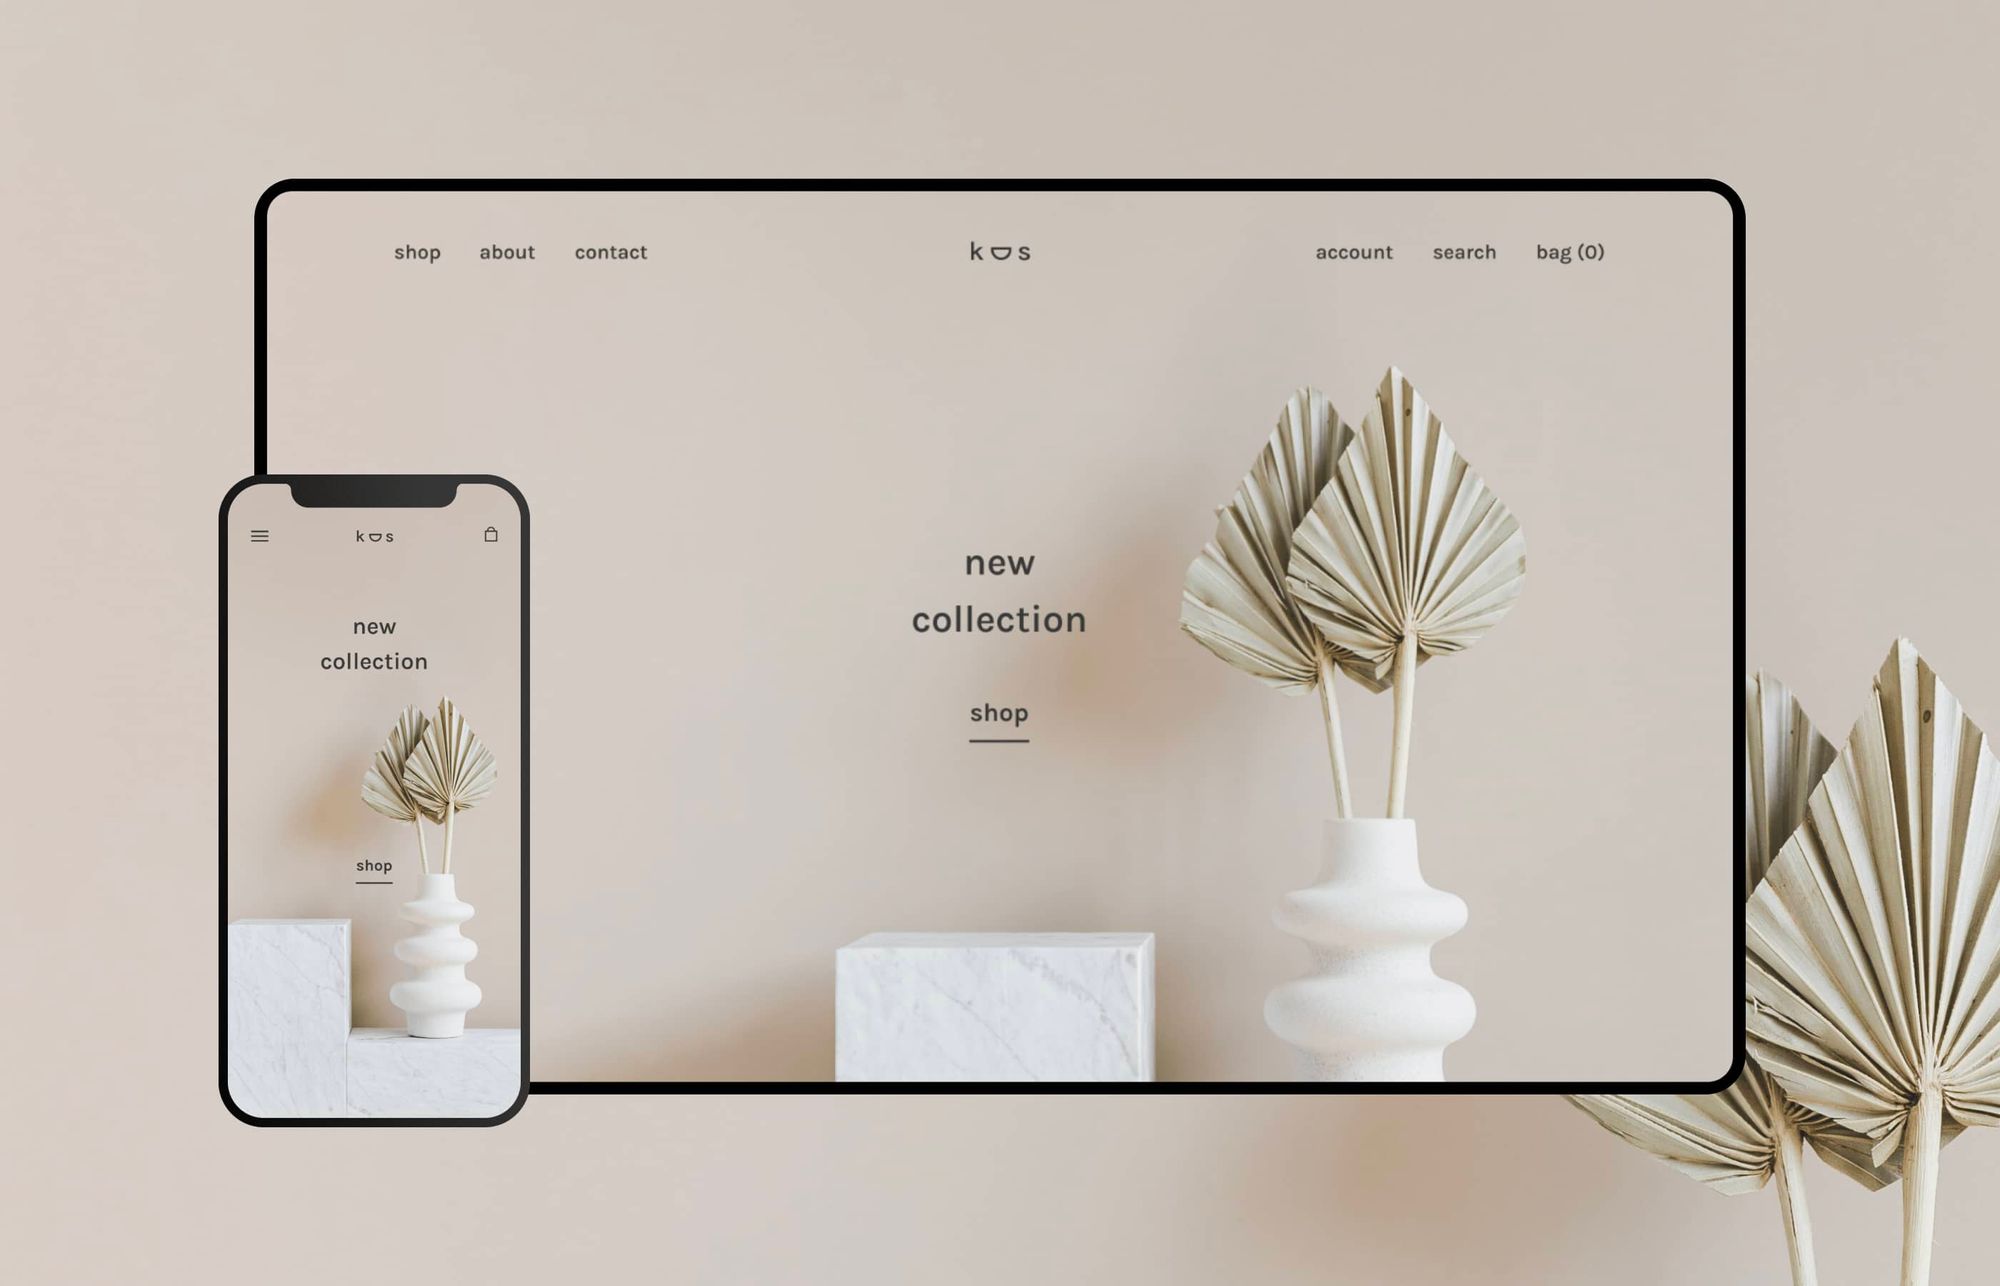 shop about contact
k s
account search bag (0)
new
collection
shop
k s
new
collection
shop